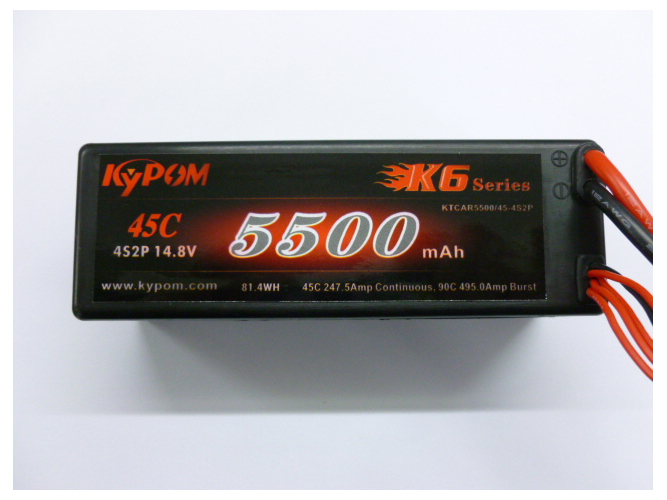 KyPOM
K6 Series
KTCAR5500/45-4S2P
45C
4S2P 14.8V
5500 mAh
www.kypom.com 81.4WH 45C 247.5Amp Continuous, 90C 495.0Amp Burst
12AWG